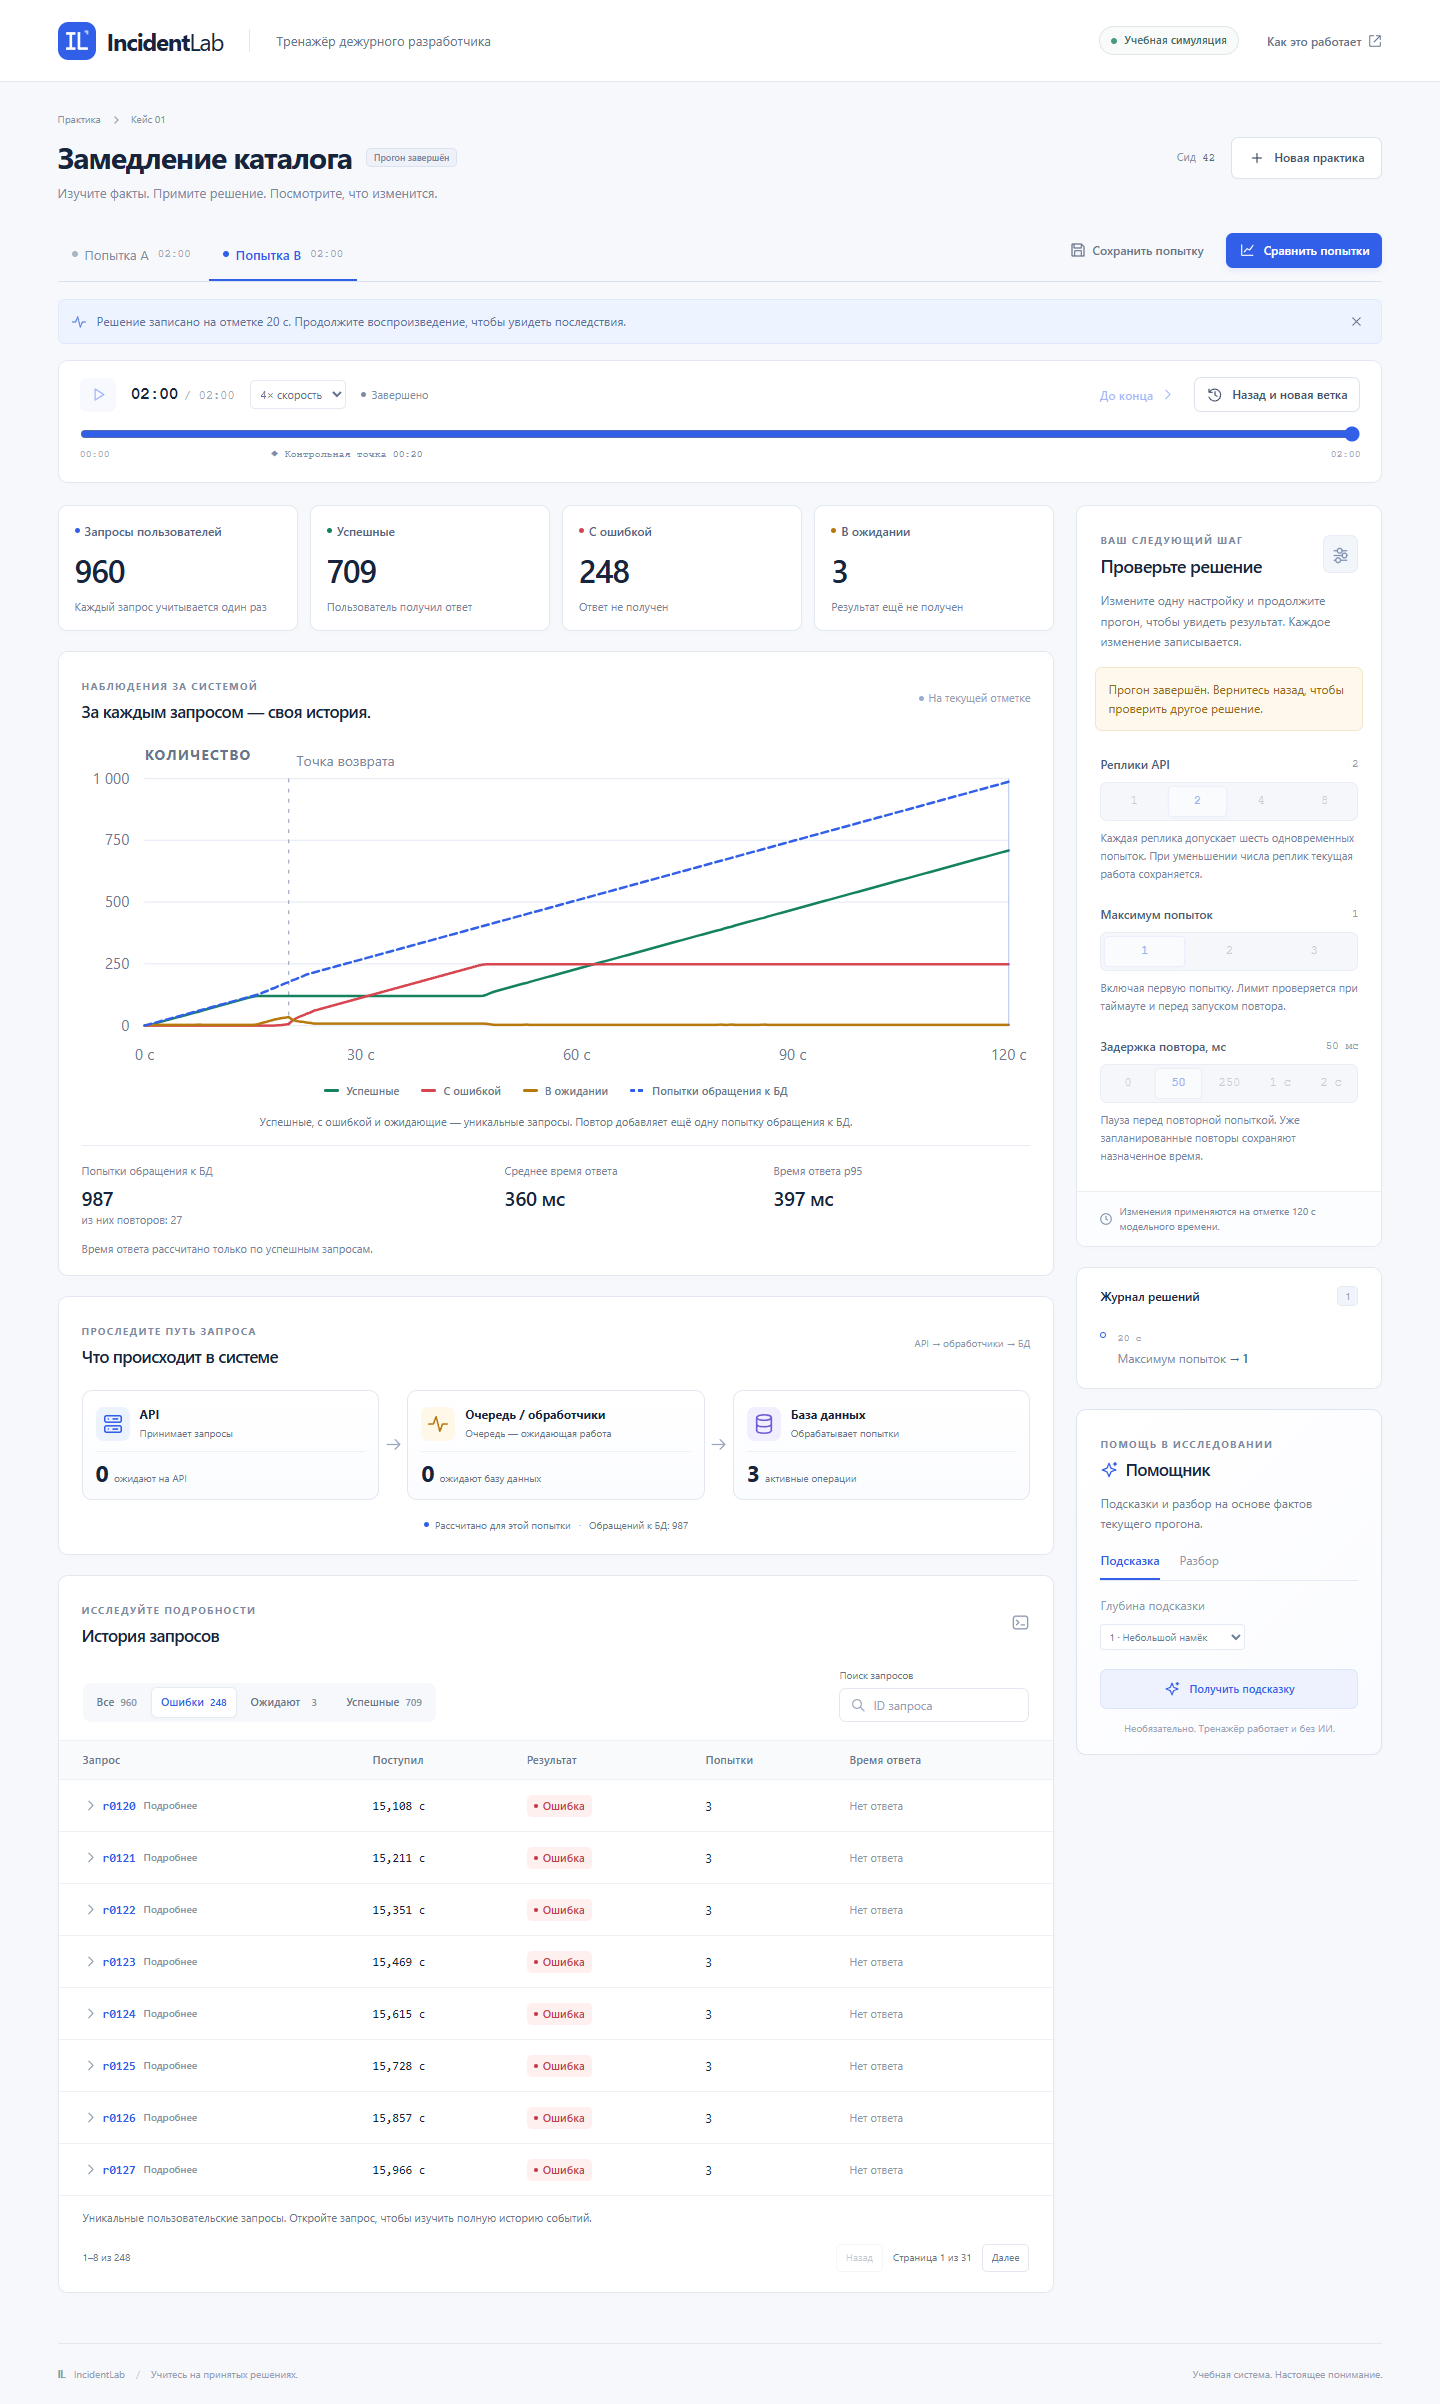 IL IncidentLab
Тренажёр дежурного разработчика
Учебная симуляция
Как это работает
Практика > Кейс 01
Замедление каталога
Прогон завершён
Сид 42
Новая практика
Изучите факты. Примите решение. Посмотрите, что изменится.
Попытка A 02:00
Попытка B 02:00
Сохранить попытку
Сравнить попытки
Решение записано на отметке 20 с. Продолжите воспроизведение, чтобы увидеть последствия.
02:00 / 02:00
4× скорость
Завершено
До конца
Назад и новая ветка
00:00
Контрольная точка 00:20
02:00
Запросы пользователей
960
Каждый запрос учитывается один раз
Успешные
709
Пользователь получил ответ
С ошибкой
248
Ответ не получен
В ожидании
3
Результат ещё не получен
НАБЛЮДЕНИЯ ЗА СИСТЕМОЙ
За каждым запросом — своя история.
На текущей отметке
КОЛИЧЕСТВО
Точка возврата
1 000
750
500
250
0
0 с
30 с
60 с
90 с
120 с
Успешные
С ошибкой
В ожидании
Попытки обращения к БД
Успешные, с ошибкой и ожидающие — уникальные запросы. Повтор добавляет ещё одну попытку обращения к БД.
Попытки обращения к БД
987
из них повторов: 27
Среднее время ответа
360 мс
Время ответа p95
397 мс
Время ответа рассчитано только по успешным запросам.
ПРОСЛЕДИТЕ ПУТЬ ЗАПРОСА
Что происходит в системе
API → обработчики → БД
API
Принимает запросы
0 ожидают на API
Очередь / обработчики
Очередь — ожидающая работа
0 ожидают базу данных
База данных
Обрабатывает попытки
3 активные операции
Рассчитано для этой попытки · Обращений к БД: 987
ИССЛЕДУЙТЕ ПОДРОБНОСТИ
История запросов
Все 960
Ошибки 248
Ожидают 3
Успешные 709
Поиск запросов
ID запроса
Запрос Поступил Результат Попытки Время ответа
r0120 Подробнее 15,108 с Ошибка 3 Нет ответа
r0121 Подробнее 15,211 с Ошибка 3 Нет ответа
r0122 Подробнее 15,351 с Ошибка 3 Нет ответа
r0123 Подробнее 15,469 с Ошибка 3 Нет ответа
r0124 Подробнее 15,615 с Ошибка 3 Нет ответа
r0125 Подробнее 15,728 с Ошибка 3 Нет ответа
r0126 Подробнее 15,857 с Ошибка 3 Нет ответа
r0127 Подробнее 15,966 с Ошибка 3 Нет ответа
Уникальные пользовательские запросы. Откройте запрос, чтобы изучить полную историю событий.
1–8 из 248
Назад
Страница 1 из 31
Далее
ВАШ СЛЕДУЮЩИЙ ШАГ
Проверьте решение
Измените одну настройку и продолжите
прогон, чтобы увидеть результат. Каждое
изменение записывается.
Прогон завершён. Вернитесь назад, чтобы
проверить другое решение.
Реплики API 2
1 2 4 8
Каждая реплика допускает шесть одновременных
попыток. При уменьшении числа реплик текущая
работа сохраняется.
Максимум попыток 1
1 2 3
Включая первую попытку. Лимит проверяется при
таймауте и перед запуском повтора.
Задержка повтора, мс 50 мс
0 50 250 1 с 2 с
Пауза перед повторной попыткой. Уже
запланированные повторы сохраняют
назначенное время.
Изменения применяются на отметке 120 с
модельного времени.
Журнал решений 1
20 с
Максимум попыток → 1
ПОМОЩЬ В ИССЛЕДОВАНИИ
Помощник
Подсказки и разбор на основе фактов
текущего прогона.
Подсказка Разбор
Глубина подсказки
1 · Небольшой намёк
Получить подсказку
Необязательно. Тренажёр работает и без ИИ.
IL IncidentLab / Учитесь на принятых решениях.
Учебная система. Настоящее понимание.